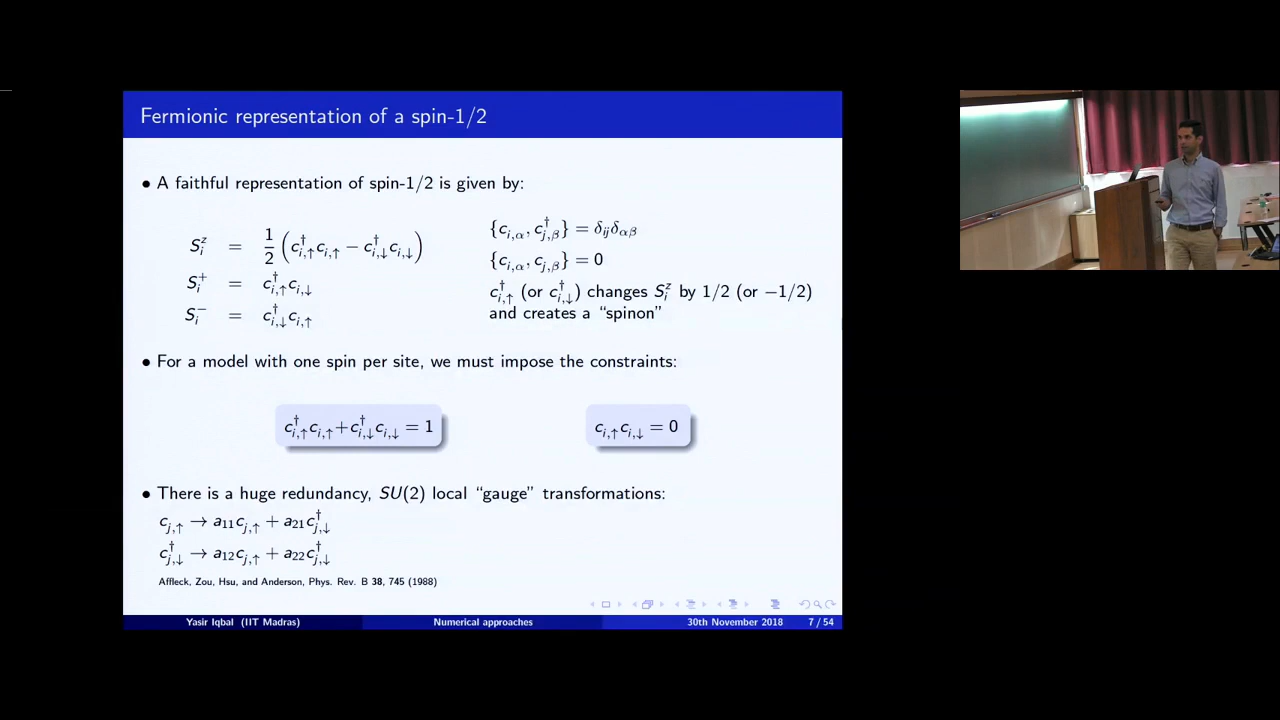 Fermionic representation of a spin-1/2
• A faithful representation of spin-1/2 is given by:
S_i^z = 1/2 (c†_{i,↑} c_{i,↑} − c†_{i,↓} c_{i,↓})
S_i^+ = c†_{i,↑} c_{i,↓}
S_i^− = c†_{i,↓} c_{i,↑}
{c_{i,α}, c†_{j,β}} = δ_{ij} δ_{αβ}
{c_{i,α}, c_{j,β}} = 0
c†_{i,↑} (or c†_{i,↓}) changes S_i^z by 1/2 (or −1/2)
and creates a “spinon”
• For a model with one spin per site, we must impose the constraints:
c†_{i,↑} c_{i,↑} + c†_{i,↓} c_{i,↓} = 1
c_{i,↑} c_{i,↓} = 0
• There is a huge redundancy, SU(2) local “gauge” transformations:
c_{j,↑} → a_{11} c_{j,↑} + a_{21} c†_{j,↓}
c†_{j,↓} → a_{12} c_{j,↑} + a_{22} c†_{j,↓}
Affleck, Zou, Hsu, and Anderson, Phys. Rev. B 38, 745 (1988)
Yasir Iqbal (IIT Madras) Numerical approaches 30th November 2018 7 / 54